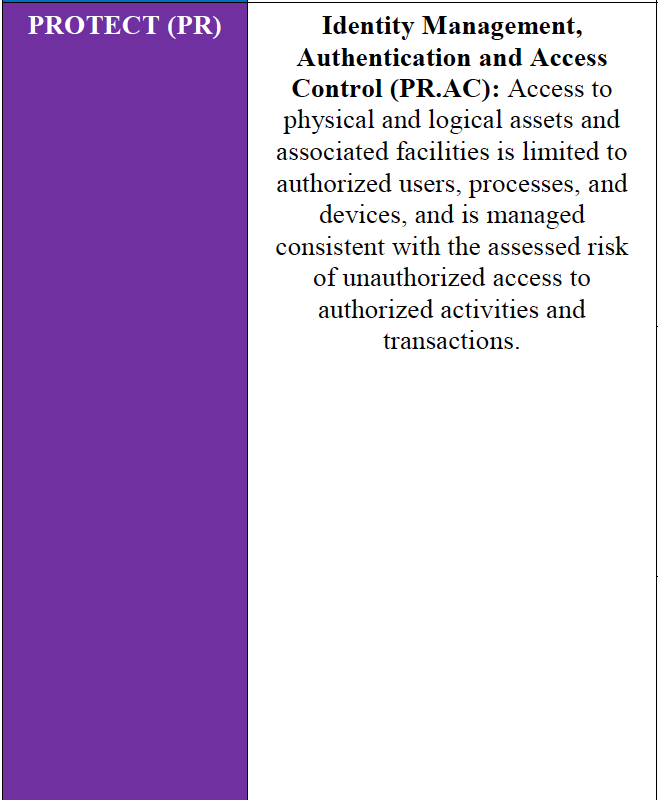 PROTECT (PR)
Identity Management,
Authentication and Access
Control (PR.AC): Access to
physical and logical assets and
associated facilities is limited to
authorized users, processes, and
devices, and is managed
consistent with the assessed risk
of unauthorized access to
authorized activities and
transactions.